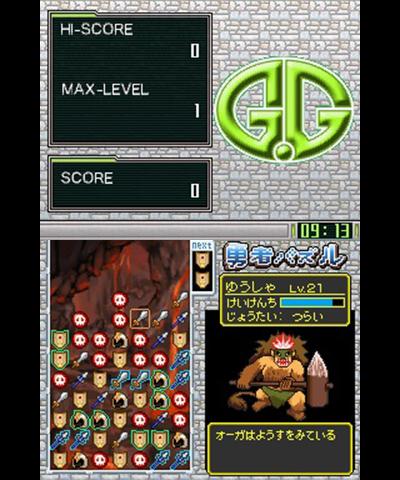 HI-SCORE
0
MAX-LEVEL
1
G.G
SCORE
0
09:13
next
勇者パズル
ゆうしゃ Lv.21
けいけんち
じょうたい: つらい
オーガはようすをみている